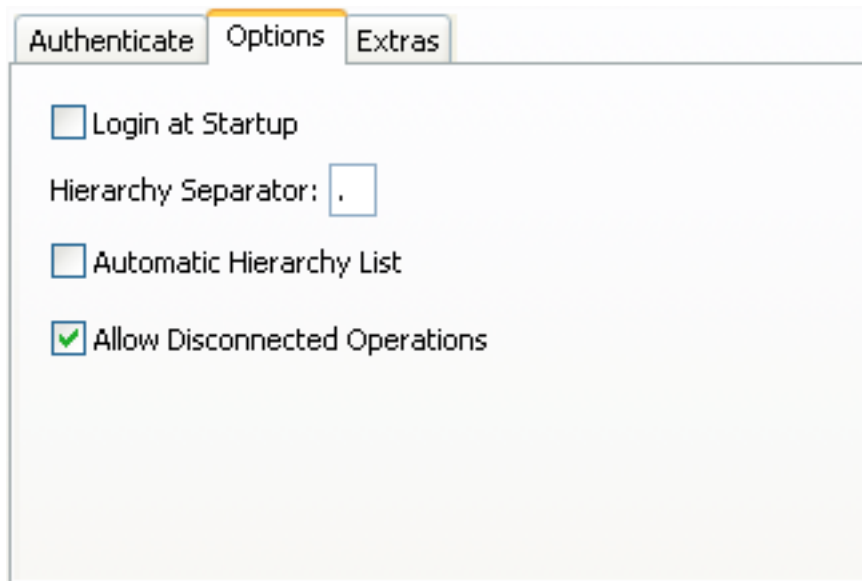 Authenticate Options Extras
Login at Startup
Hierarchy Separator: .
Automatic Hierarchy List
Allow Disconnected Operations